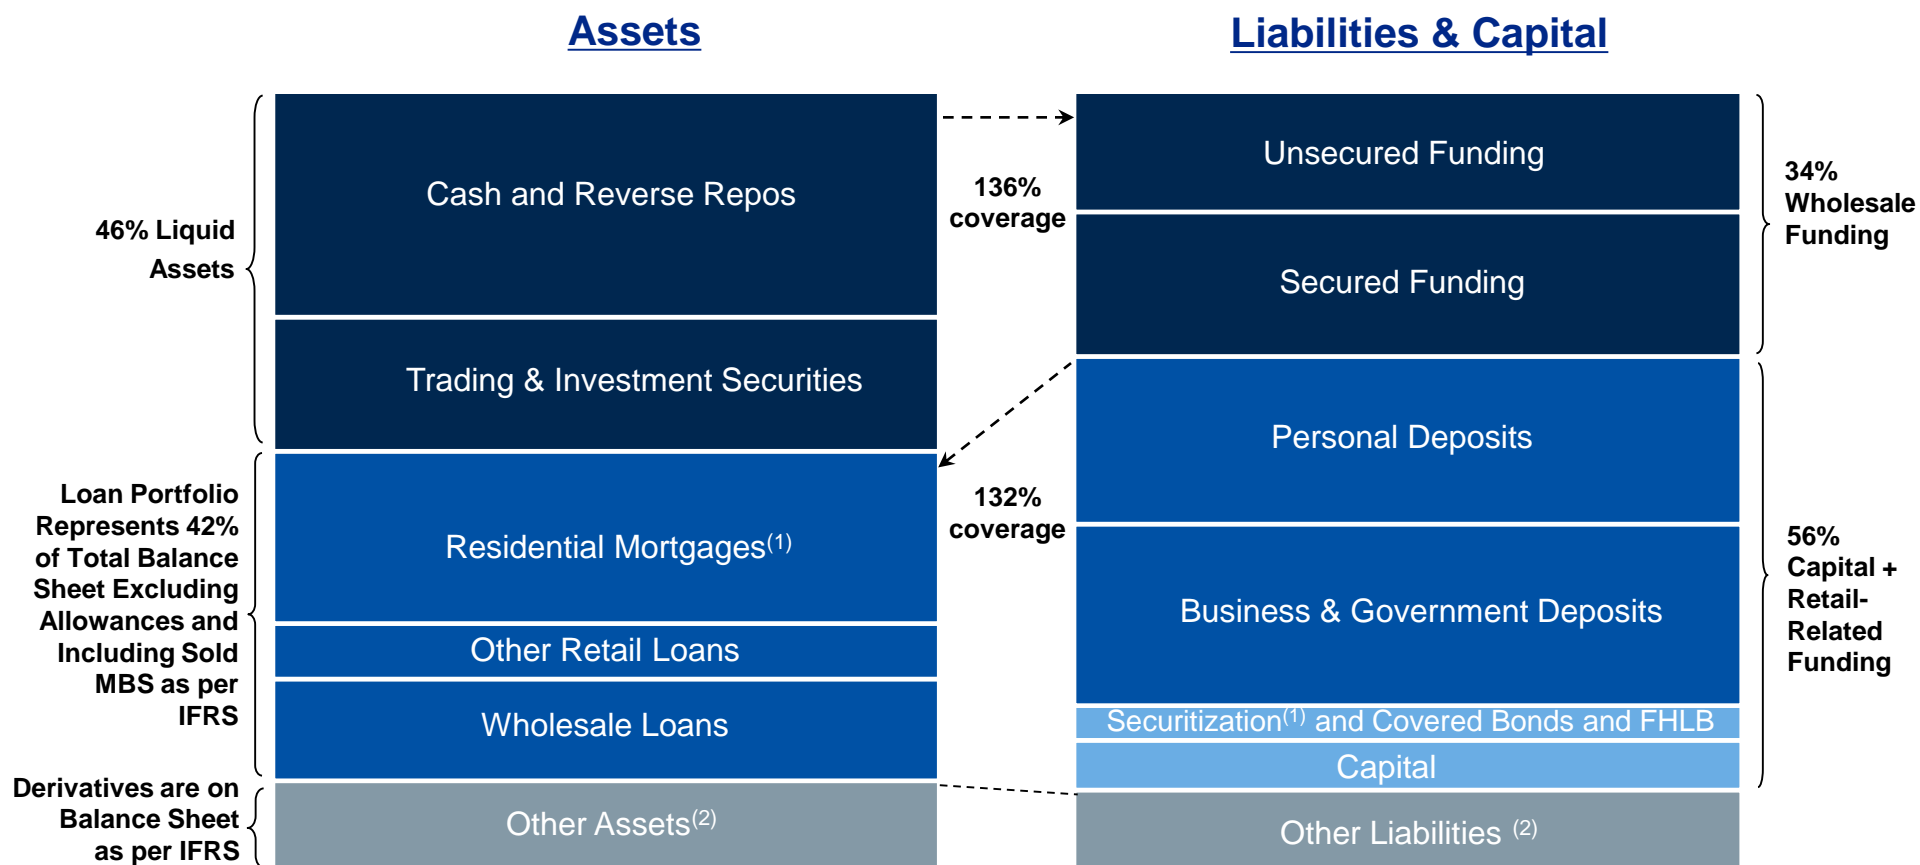 Assets
Liabilities & Capital
46% Liquid
Assets
Cash and Reverse Repos
Trading & Investment Securities
136%
coverage
Unsecured Funding
Secured Funding
34%
Wholesale
Funding
Loan Portfolio
Represents 42%
of Total Balance
Sheet Excluding
Allowances and
Including Sold
MBS as per
IFRS
Residential Mortgages(1)
Other Retail Loans
Wholesale Loans
132%
coverage
Personal Deposits
Business & Government Deposits
Securitization(1) and Covered Bonds and FHLB
Capital
56%
Capital +
Retail-
Related
Funding
Derivatives are on
Balance Sheet
as per IFRS
Other Assets(2)
Other Liabilities (2)